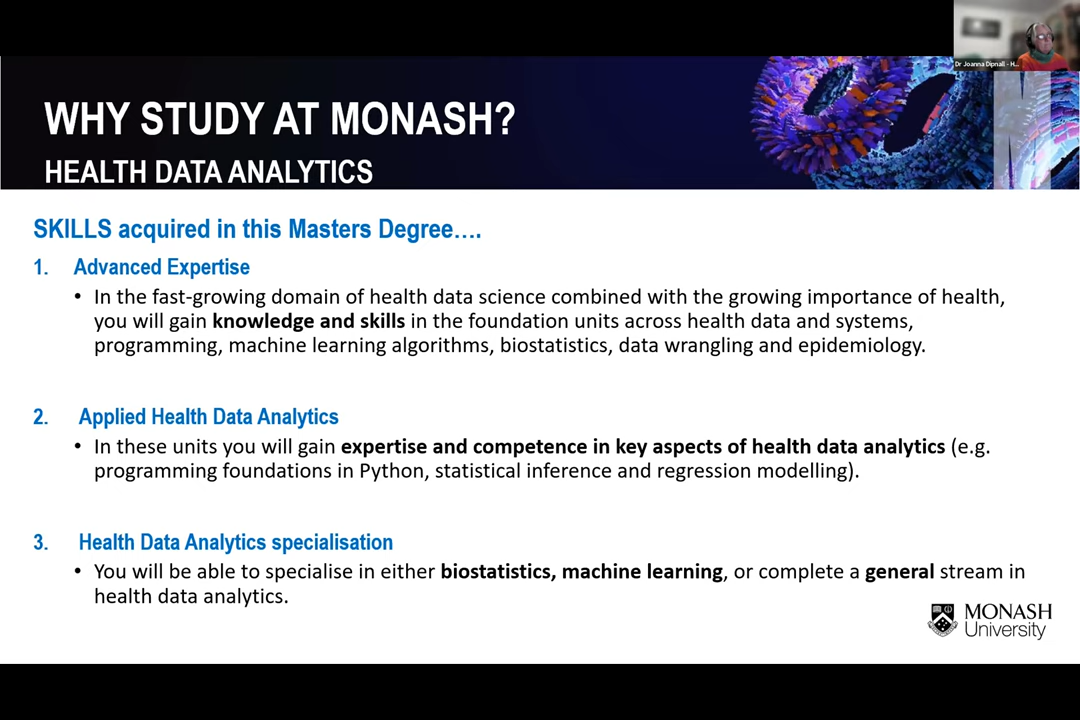 Dr Joanna Dipnall - H...
WHY STUDY AT MONASH?
HEALTH DATA ANALYTICS
SKILLS acquired in this Masters Degree….
1. Advanced Expertise
• In the fast-growing domain of health data science combined with the growing importance of health,
you will gain knowledge and skills in the foundation units across health data and systems,
programming, machine learning algorithms, biostatistics, data wrangling and epidemiology.
2. Applied Health Data Analytics
• In these units you will gain expertise and competence in key aspects of health data analytics (e.g.
programming foundations in Python, statistical inference and regression modelling).
3. Health Data Analytics specialisation
• You will be able to specialise in either biostatistics, machine learning, or complete a general stream in
health data analytics.
MONASH
University